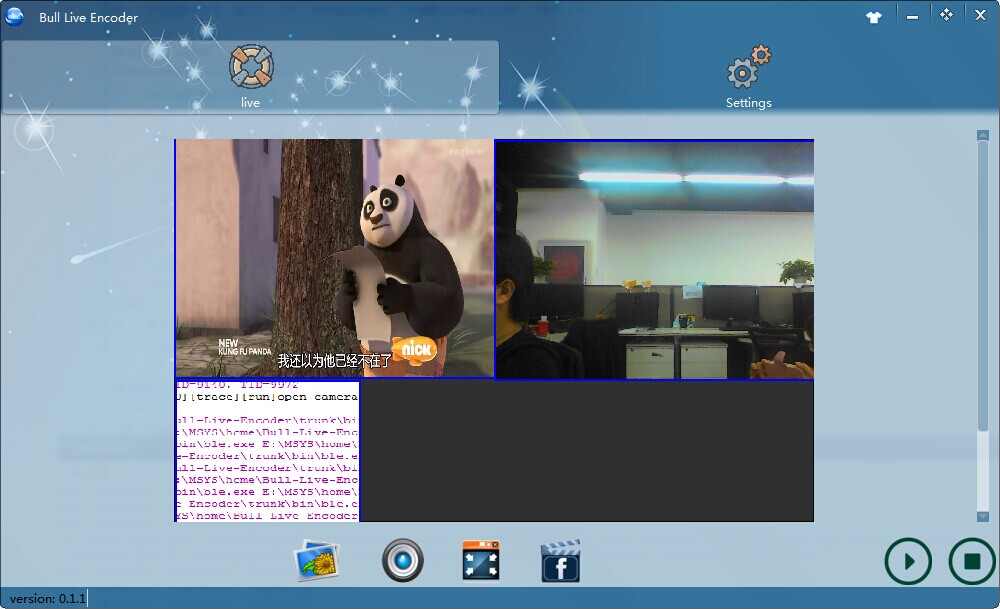 Bull Live Encoder
live
Settings
NEW
KUNG FU PANDA
nick
我还以为他已经不在了
ID=9140, TID=9972
0][trace][run]open camera
ull-Live-Encoder\trunk\bin
:\MSYS\home\Bull-Live-Enc
bin\ble.exe E:\MSYS\home\
e-Encoder\trunk\bin\ble.e
ull-Live-Encoder\trunk\bi
:\MSYS\home\Bull-Live-Enc
bin\ble.exe E:\MSYS\home\
e-Encoder\trunk\bin\ble.e
YS\home\Bull-Live-Encoder
f
version: 0.1.1